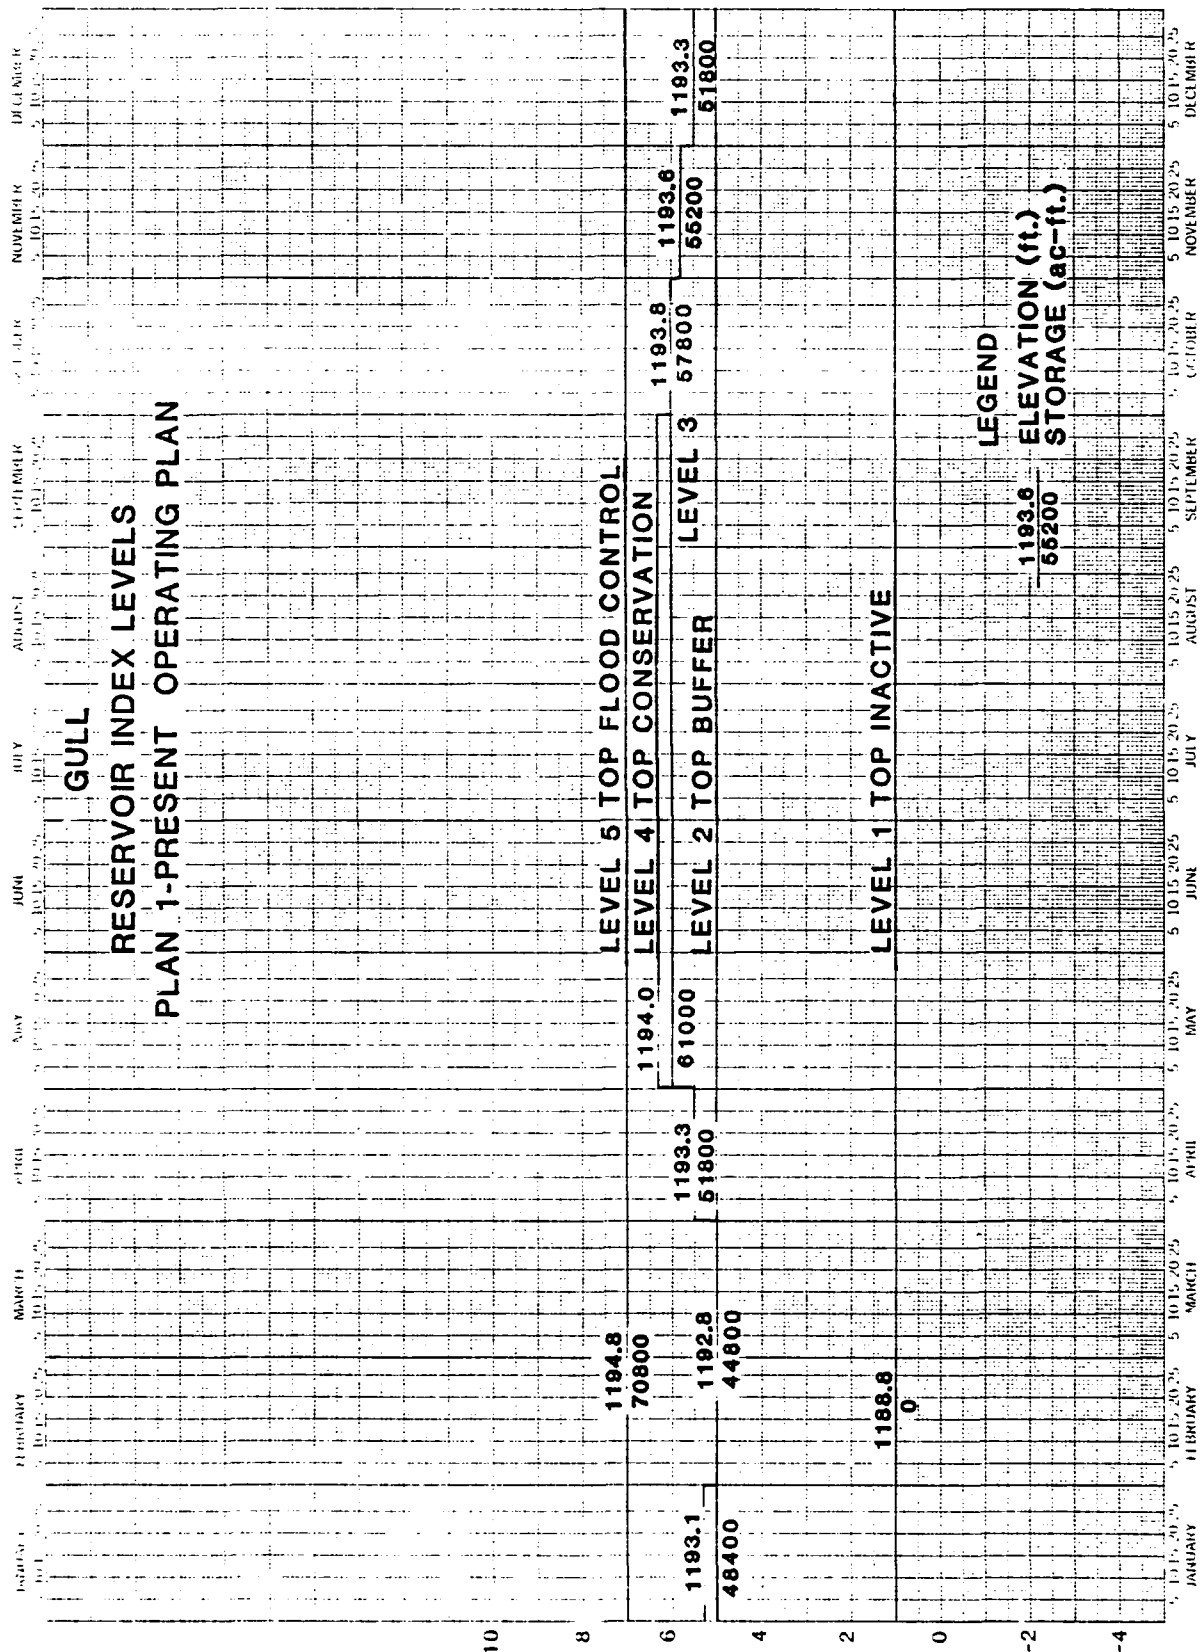 GULL
RESERVOIR INDEX LEVELS
PLAN 1-PRESENT OPERATING PLAN
10
8
6
4
2
0
-2
-4
1194.8
70800
LEVEL 5 TOP FLOOD CONTROL
1194.0 LEVEL 4 TOP CONSERVATION
61000
LEVEL 3
LEVEL 2 TOP BUFFER
1193.1
48400
1192.8
44800
1193.3
51800
1193.8
57800
1193.6
55200
1193.3
51800
1188.8
0
LEVEL 1 TOP INACTIVE
LEGEND
1193.6 ELEVATION (ft.)
55200 STORAGE (ac-ft.)
JANUARY
FEBRUARY
MARCH
APRIL
MAY
JUNE
JULY
AUGUST
SEPTEMBER
OCTOBER
NOVEMBER
DECEMBER